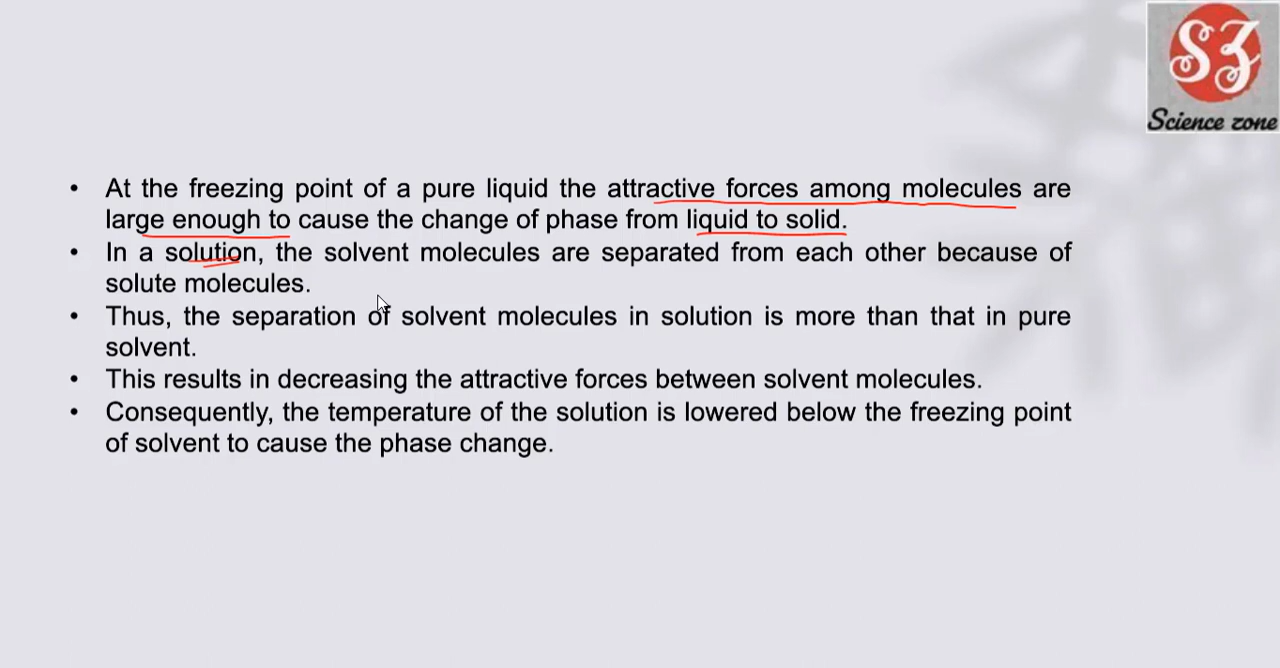 SZ
Science zone
• At the freezing point of a pure liquid the attractive forces among molecules are
large enough to cause the change of phase from liquid to solid.
• In a solution, the solvent molecules are separated from each other because of
solute molecules.
• Thus, the separation of solvent molecules in solution is more than that in pure
solvent.
• This results in decreasing the attractive forces between solvent molecules.
• Consequently, the temperature of the solution is lowered below the freezing point
of solvent to cause the phase change.